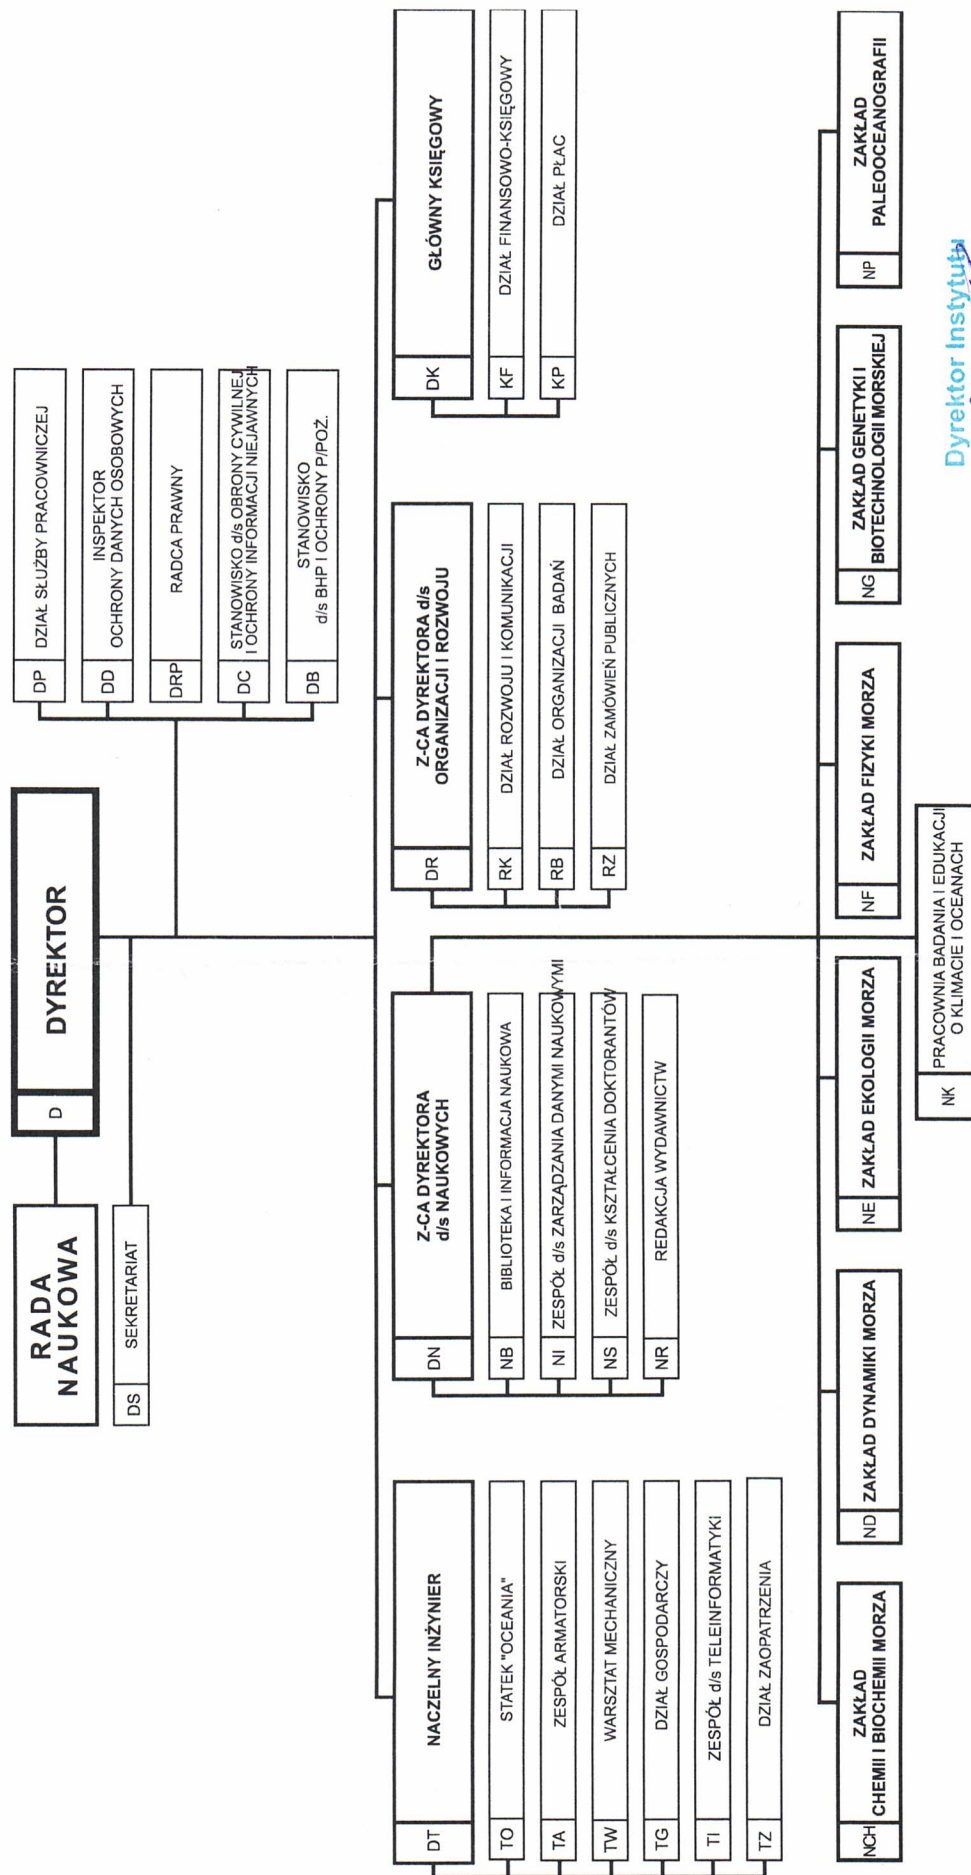 RADA
NAUKOWA
D
DYREKTOR
DS
SEKRETARIAT
DP
DZIAŁ SŁUŻBY PRACOWNICZEJ
DD
INSPEKTOR
OCHRONY DANYCH OSOBOWYCH
DRP
RADCA PRAWNY
DC
STANOWISKO d/s OBRONY CYWILNEJ
I OCHRONY INFORMACJI NIEJAWNYCH
DB
STANOWISKO
d/s BHP I OCHRONY P/POŻ.
DT
NACZELNY INŻYNIER
TO
STATEK "OCEANIA"
TA
ZESPÓŁ ARMATORSKI
TW
WARSZTAT MECHANICZNY
TG
DZIAŁ GOSPODARCZY
TI
ZESPÓŁ d/s TELEINFORMATYKI
TZ
DZIAŁ ZAOPATRZENIA
DN
Z-CA DYREKTORA
d/s NAUKOWYCH
NB
BIBLIOTEKA I INFORMACJA NAUKOWA
NI
ZESPÓŁ d/s ZARZĄDZANIA DANYMI NAUKOWYMI
NS
ZESPÓŁ d/s KSZTAŁCENIA DOKTORANTÓW
NR
REDAKCJA WYDAWNICTW
DR
Z-CA DYREKTORA d/s
ORGANIZACJI I ROZWOJU
RK
DZIAŁ ROZWOJU I KOMUNIKACJI
RB
DZIAŁ ORGANIZACJI BADAŃ
RZ
DZIAŁ ZAMÓWIEŃ PUBLICZNYCH
DK
GŁÓWNY KSIĘGOWY
KF
DZIAŁ FINANSOWO-KSIĘGOWY
KP
DZIAŁ PŁAC
NCH
ZAKŁAD
CHEMII I BIOCHEMII MORZA
ND
ZAKŁAD DYNAMIKI MORZA
NE
ZAKŁAD EKOLOGII MORZA
NF
ZAKŁAD FIZYKI MORZA
NG
ZAKŁAD GENETYKI I
BIOTECHNOLOGII MORSKIEJ
NP
ZAKŁAD
PALEOOCEANOGRAFII
NK
PRACOWNIA BADANIA I EDUKACJI
O KLIMACIE I OCEANACH
Dyrektor Instytutu